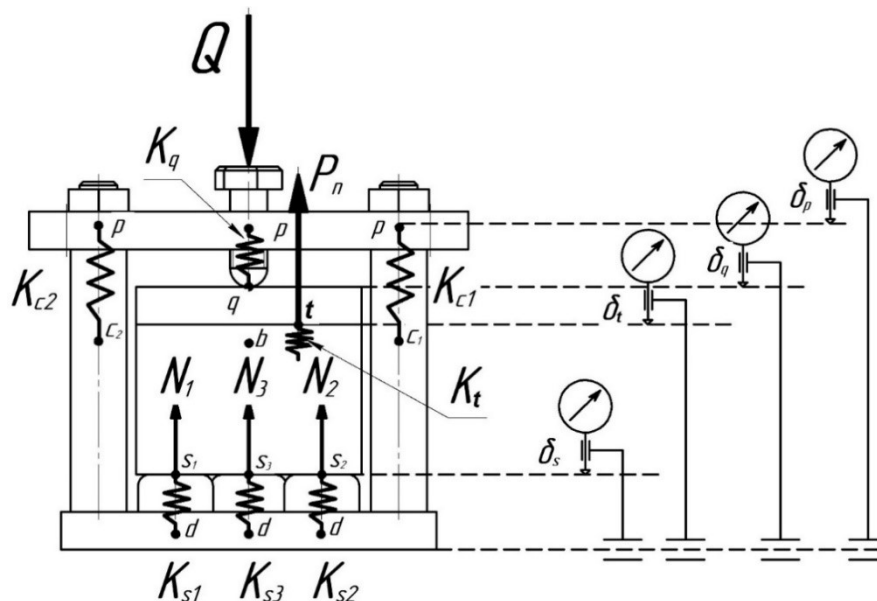 Q
K_q
P_n
δ_p
p p p
δ_q
K_c2 K_c1
q
δ_t
t
c_2 b c_1
N_1 N_3 N_2
K_t
s_1 s_3 s_2
δ_s
d d d
K_s1 K_s3 K_s2